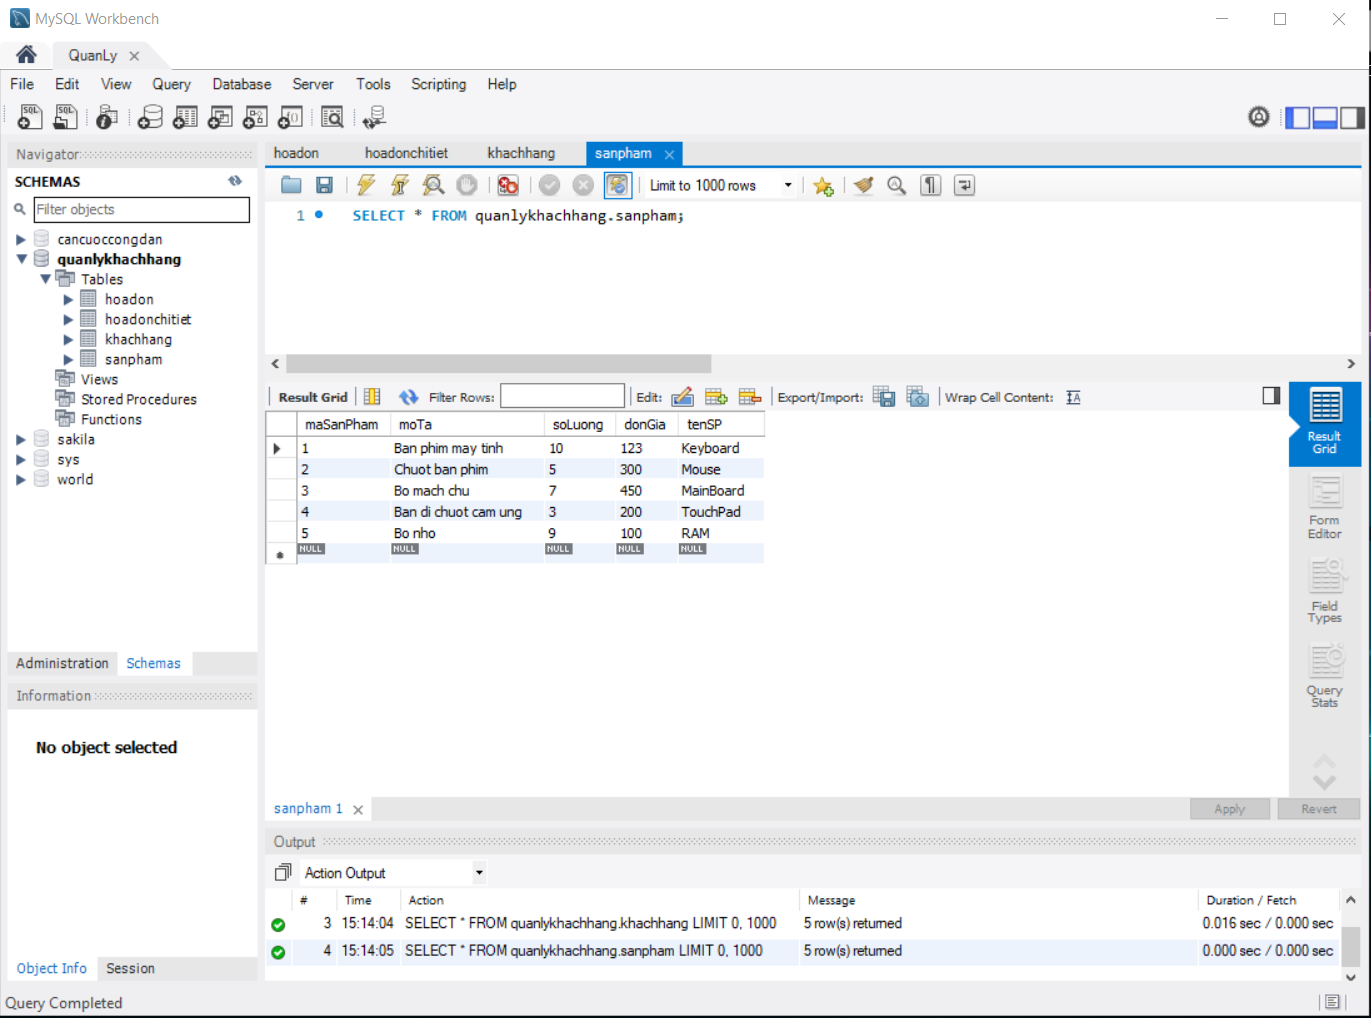 MySQL Workbench
QuanLy
File Edit View Query Database Server Tools Scripting Help
Navigator
SCHEMAS
Filter objects
cancuoccongdan
quanlykhachhang
Tables
hoadon
hoadonchitiet
khachhang
sanpham
Views
Stored Procedures
Functions
sakila
sys
world
Administration Schemas
Information
No object selected
Object Info Session
hoadon hoadonchitiet khachhang sanpham
Limit to 1000 rows
1 SELECT * FROM quanlykhachhang.sanpham;
Result Grid Filter Rows: Edit: Export/Import: Wrap Cell Content:
maSanPham moTa soLuong donGia tenSP
1 Ban phim may tinh 10 123 Keyboard
2 Chuot ban phim 5 300 Mouse
3 Bo mach chu 7 450 MainBoard
4 Ban di chuot cam ung 3 200 TouchPad
5 Bo nho 9 100 RAM
NULL NULL NULL NULL NULL
Result
Grid
Form
Editor
Field
Types
Query
Stats
sanpham 1
Apply Revert
Output
Action Output
# Time Action Message Duration / Fetch
3 15:14:04 SELECT * FROM quanlykhachhang.khachhang LIMIT 0, 1000 5 row(s) returned 0.016 sec / 0.000 sec
4 15:14:05 SELECT * FROM quanlykhachhang.sanpham LIMIT 0, 1000 5 row(s) returned 0.000 sec / 0.000 sec
Query Completed